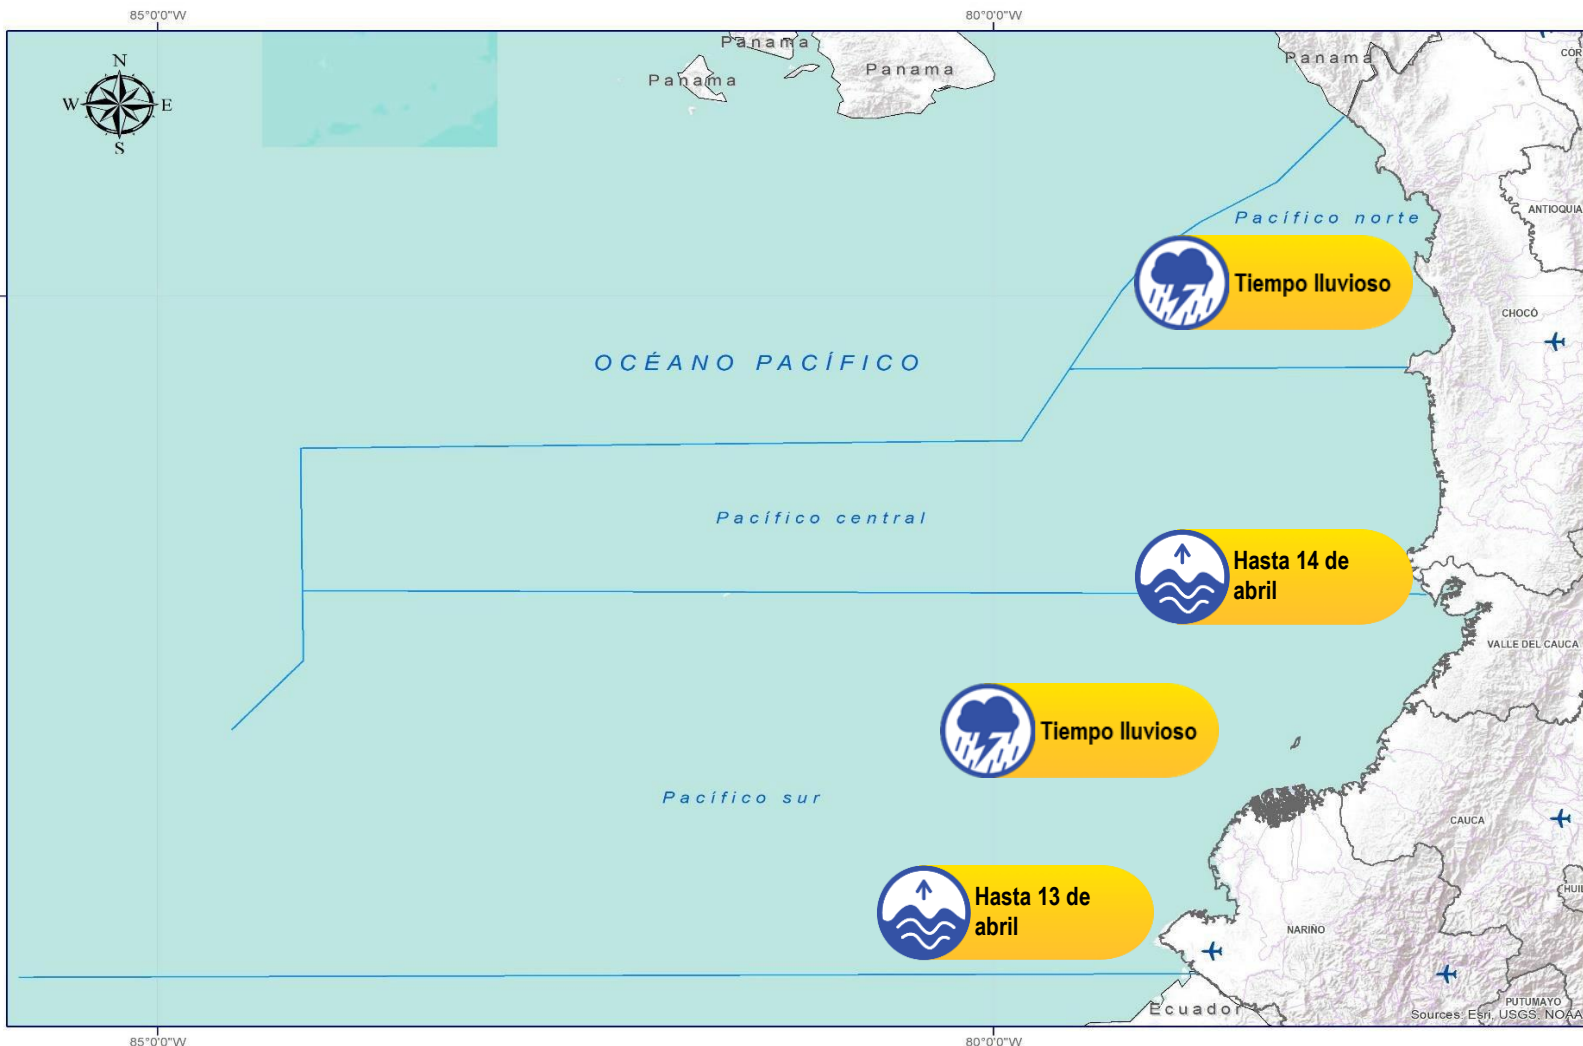 85°0'0"W
80°0'0"W
N
W
E
S
Panama
Panama
Panama
Panama
COR
ANTIOQUIA
Pacífico norte
Tiempo lluvioso
CHOCÓ
OCÉANO PACÍFICO
Pacífico central
Hasta 14 de
abril
VALLE DEL CAUCA
Tiempo lluvioso
Pacífico sur
CAUCA
HUIL
Hasta 13 de
abril
NARIÑO
PUTUMAYO
Ecuador
Sources: Esri, USGS, NOAA
85°0'0"W
80°0'0"W